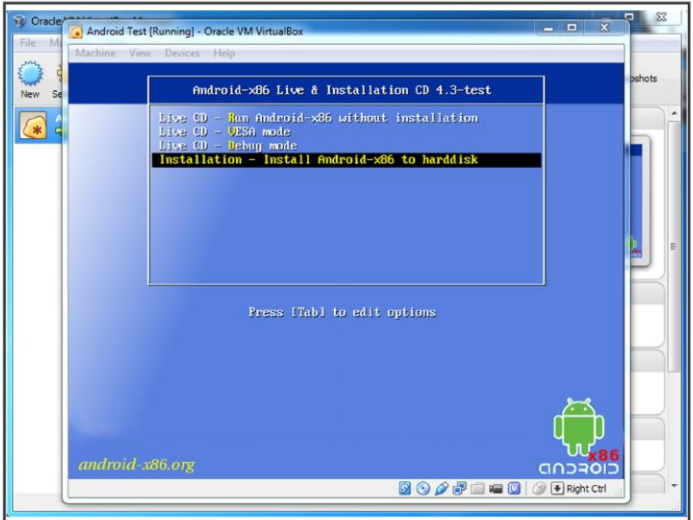 Oracle
Android Test [Running] - Oracle VM VirtualBox
File
Machine View Devices Help
New
Android-x86 Live & Installation CD 4.3-test
Live CD - Run Android-x86 without installation
Live CD - VESA mode
Live CD - Debug mode
Installation - Install Android-x86 to harddisk
Press [Tab] to edit options
android-x86.org
x86
ANDROID
Right Ctrl